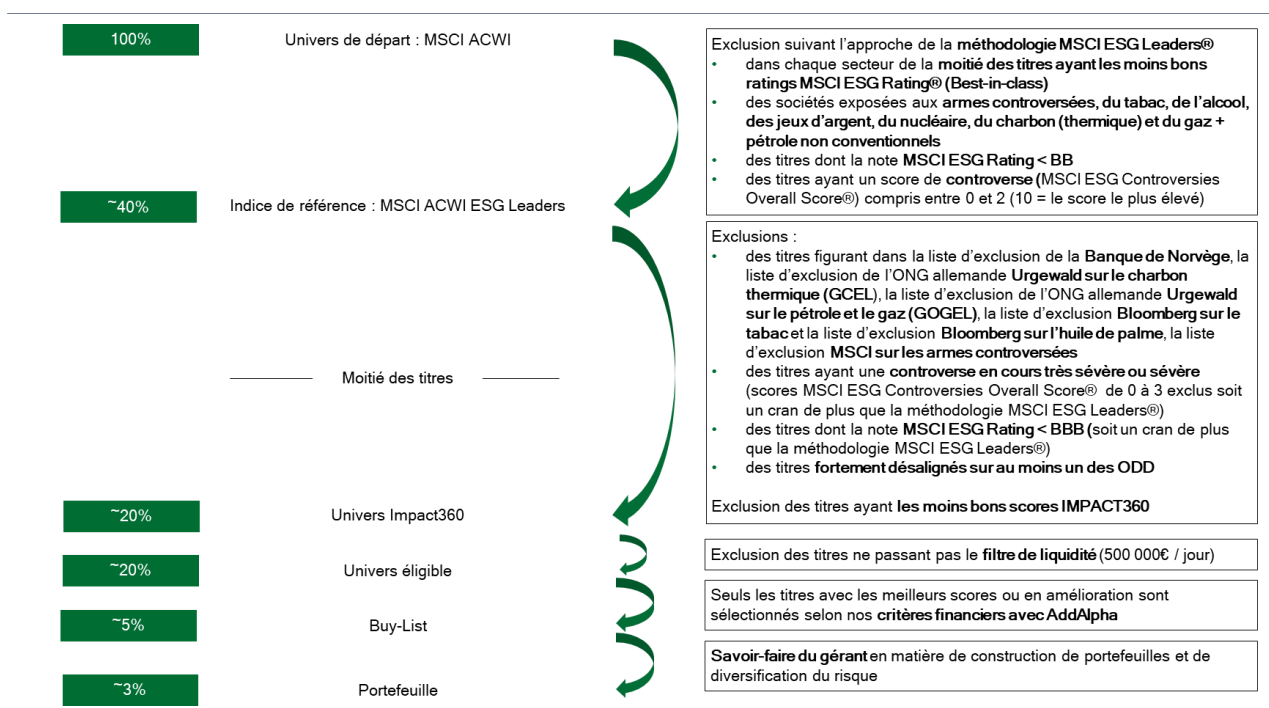 100%
Univers de départ : MSCI ACWI
Exclusion suivant l'approche de la méthodologie MSCI ESG Leaders®
• dans chaque secteur de la moitié des titres ayant les moins bons
ratings MSCI ESG Rating® (Best-in-class)
• des sociétés exposées aux armes controversées, du tabac, de l'alcool,
des jeux d'argent, du nucléaire, du charbon (thermique) et du gaz +
pétrole non conventionnels
• des titres dont la note MSCI ESG Rating < BB
• des titres ayant un score de controverse (MSCI ESG Controversies
Overall Score®) compris entre 0 et 2 (10 = le score le plus élevé)
~40%
Indice de référence : MSCI ACWI ESG Leaders
Exclusions :
• des titres figurant dans la liste d'exclusion de la Banque de Norvège, la
liste d'exclusion de l'ONG allemande Urgewald sur le charbon
thermique (GCEL), la liste d'exclusion de l'ONG allemande Urgewald
sur le pétrole et le gaz (GOGEL), la liste d'exclusion Bloomberg sur le
tabac et la liste d'exclusion Bloomberg sur l'huile de palme, la liste
d'exclusion MSCI sur les armes controversées
• des titres ayant une controverse en cours très sévère ou sévère
(scores MSCI ESG Controversies Overall Score® de 0 à 3 exclus soit
un cran de plus que la méthodologie MSCI ESG Leaders®)
• des titres dont la note MSCI ESG Rating < BBB (soit un cran de plus
que la méthodologie MSCI ESG Leaders®)
• des titres fortement désalignés sur au moins un des ODD
Exclusion des titres ayant les moins bons scores IMPACT360
Moitié des titres
~20%
Univers Impact360
Exclusion des titres ne passant pas le filtre de liquidité (500 000€ / jour)
~20%
Univers éligible
Seuls les titres avec les meilleurs scores ou en amélioration sont
sélectionnés selon nos critères financiers avec AddAlpha
~5%
Buy-List
Savoir-faire du gérant en matière de construction de portefeuilles et de
diversification du risque
~3%
Portefeuille